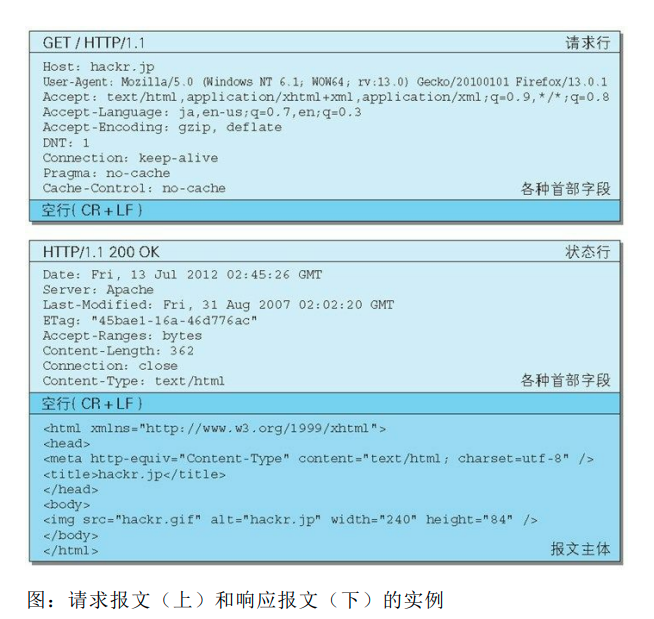 GET / HTTP/1.1 请求行
Host: hackr.jp
User-Agent: Mozilla/5.0 (Windows NT 6.1; WOW64; rv:13.0) Gecko/20100101 Firefox/13.0.1
Accept: text/html,application/xhtml+xml,application/xml;q=0.9,*/*;q=0.8
Accept-Language: ja,en-us;q=0.7,en;q=0.3
Accept-Encoding: gzip, deflate
DNT: 1
Connection: keep-alive
Pragma: no-cache
Cache-Control: no-cache 各种首部字段
空行( CR + LF )
HTTP/1.1 200 OK 状态行
Date: Fri, 13 Jul 2012 02:45:26 GMT
Server: Apache
Last-Modified: Fri, 31 Aug 2007 02:02:20 GMT
ETag: "45bae1-16a-46d776ac"
Accept-Ranges: bytes
Content-Length: 362
Connection: close
Content-Type: text/html 各种首部字段
空行( CR + LF )
<html xmlns="http://www.w3.org/1999/xhtml">
<head>
<meta http-equiv="Content-Type" content="text/html; charset=utf-8" />
<title>hackr.jp</title>
</head>
<body>
<img src="hackr.gif" alt="hackr.jp" width="240" height="84" />
</body>
</html> 报文主体
图：请求报文（上）和响应报文（下）的实例